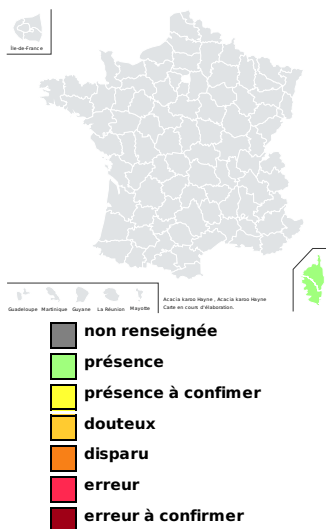 Île-de-France
Guadeloupe Martinique Guyane La Réunion Mayotte
Acacia karoo Hayne , Acacia karoo Hayne
Carte en cours d'élaboration.
non renseignée
présence
présence à confimer
douteux
disparu
erreur
erreur à confirmer